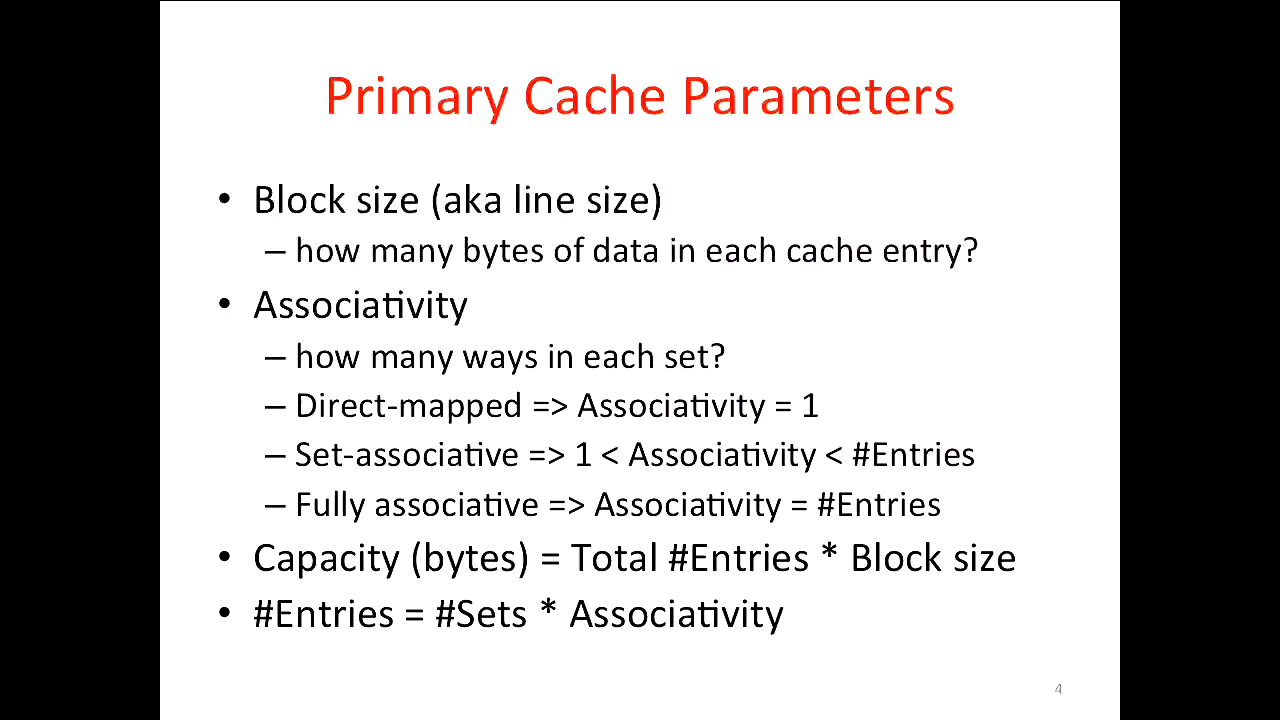 Primary Cache Parameters
• Block size (aka line size)
– how many bytes of data in each cache entry?
• Associativity
– how many ways in each set?
– Direct-mapped => Associativity = 1
– Set-associative => 1 < Associativity < #Entries
– Fully associative => Associativity = #Entries
• Capacity (bytes) = Total #Entries * Block size
• #Entries = #Sets * Associativity
4